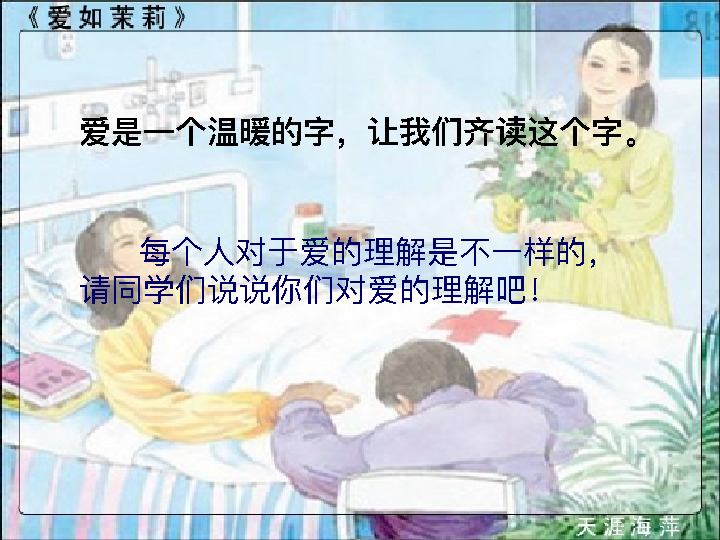 《爱如茉莉》
爱是一个温暖的字，让我们齐读这个字。
每个人对于爱的理解是不一样的，
请同学们说说你们对爱的理解吧！
天涯海萍